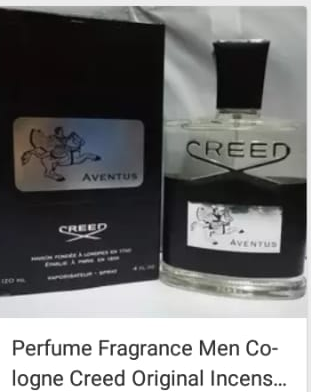 AVENTUS
CREED
MAISON FONDÉE À LONDRES EN 1760
ÉTABLIE À PARIS EN 1854
120 ML VAPORISATEUR - SPRAY 4 FL OZ
CREED
AVENTUS
Perfume Fragrance Men Co-
logne Creed Original Incens...